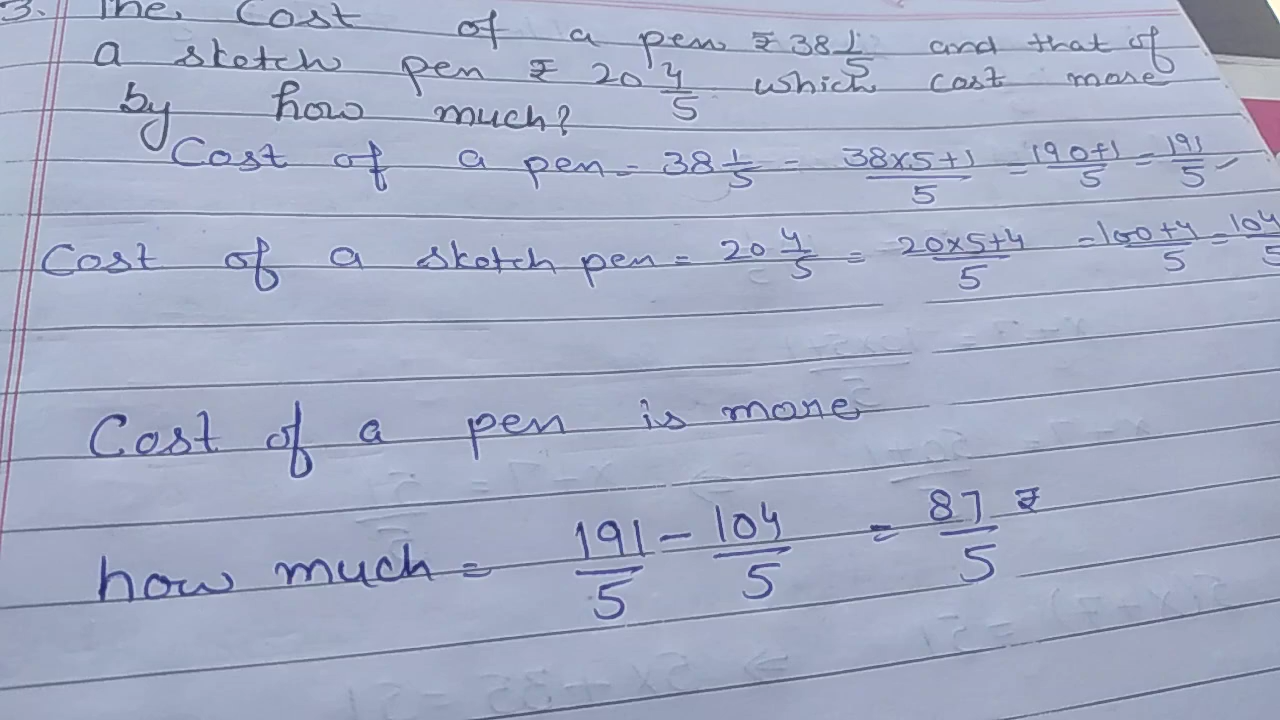 3. The cost of a pen ₹ 38 1/5 and that of
a sketch pen ₹ 20 4/5 which cost more
by how much?
Cost of a pen = 38 1/5 = 38×5+1/5 = 190+1/5 = 191/5
Cost of a sketch pen = 20 4/5 = 20×5+4/5 = 100+4/5 = 104/5
Cost of a pen is more
how much = 191/5 - 104/5 = 87/5 ₹